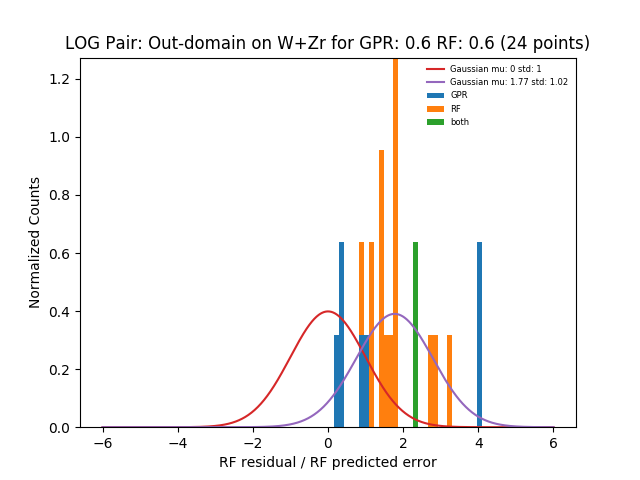 LOG Pair: Out-domain on W+Zr for GPR: 0.6 RF: 0.6 (24 points)
Gaussian mu: 0 std: 1
Gaussian mu: 1.77 std: 1.02
GPR
RF
both
1.2
1.0
0.8
0.6
0.4
0.2
0.0
Normalized Counts
−6 −4 −2 0 2 4 6
RF residual / RF predicted error